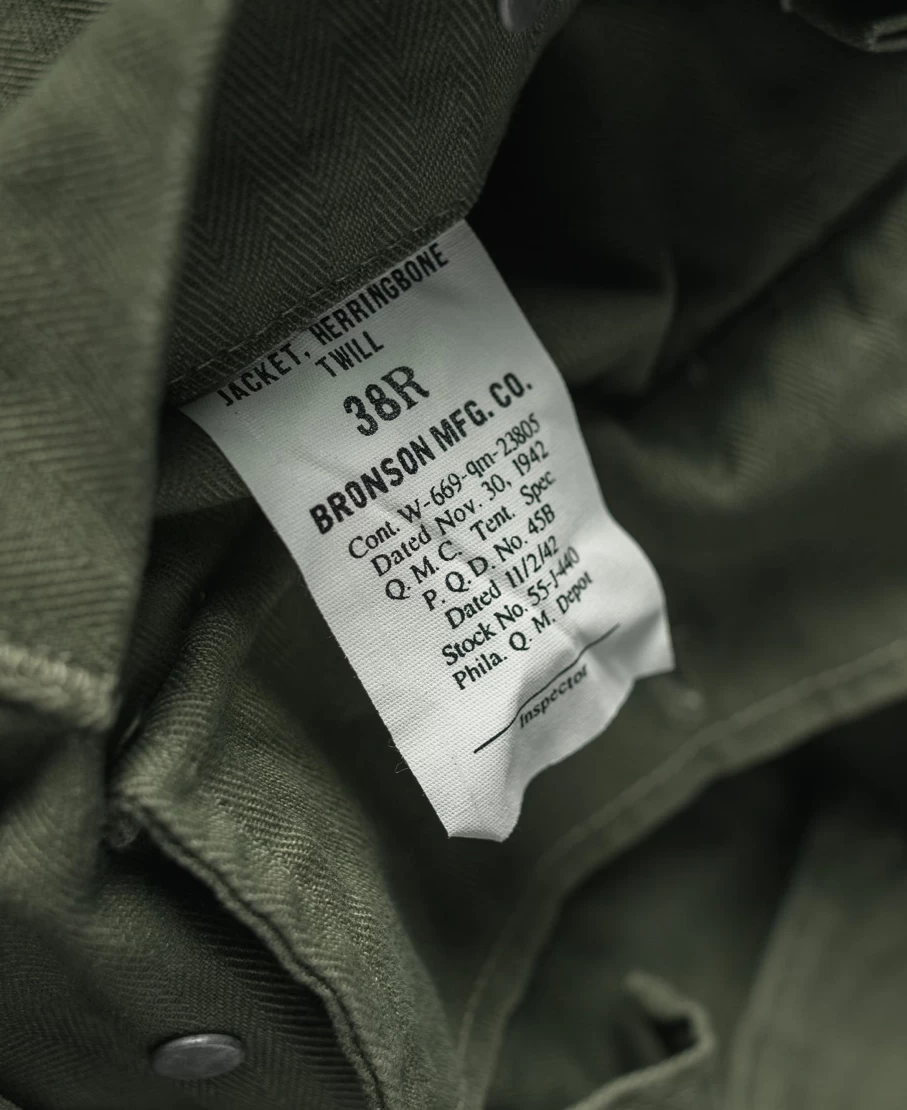 JACKET, HERRINGBONE
TWILL
38R
BRONSON MFG. CO.
Cont. W-669-qm-23805
Dated Nov. 30, 1942
Q. M. C. Tent. Spec.
P. Q. D. No. 45B
Dated 11/2/42
Stock No. 55-J-440
Phila. Q. M. Depot
Inspector